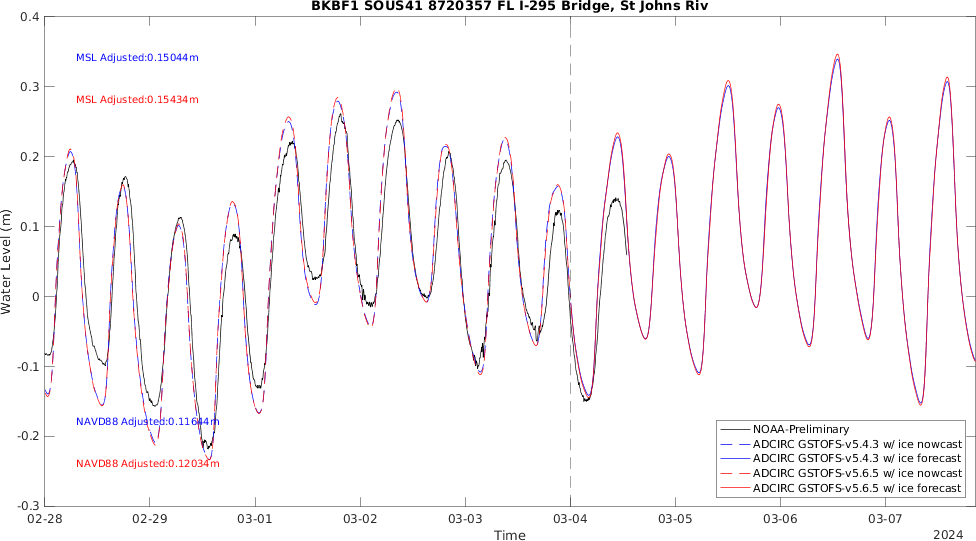 BKBF1 SOUS41 8720357 FL I-295 Bridge, St Johns Riv
0.4
0.3
0.2
0.1
0
-0.1
-0.2
-0.3
Water Level (m)
MSL Adjusted:0.15044m
MSL Adjusted:0.15434m
NAVD88 Adjusted:0.11644m
NAVD88 Adjusted:0.12034m
NOAA-Preliminary
ADCIRC GSTOFS-v5.4.3 w/ ice nowcast
ADCIRC GSTOFS-v5.4.3 w/ ice forecast
ADCIRC GSTOFS-v5.6.5 w/ ice nowcast
ADCIRC GSTOFS-v5.6.5 w/ ice forecast
02-28 02-29 03-01 03-02 03-03 03-04 03-05 03-06 03-07
Time
2024